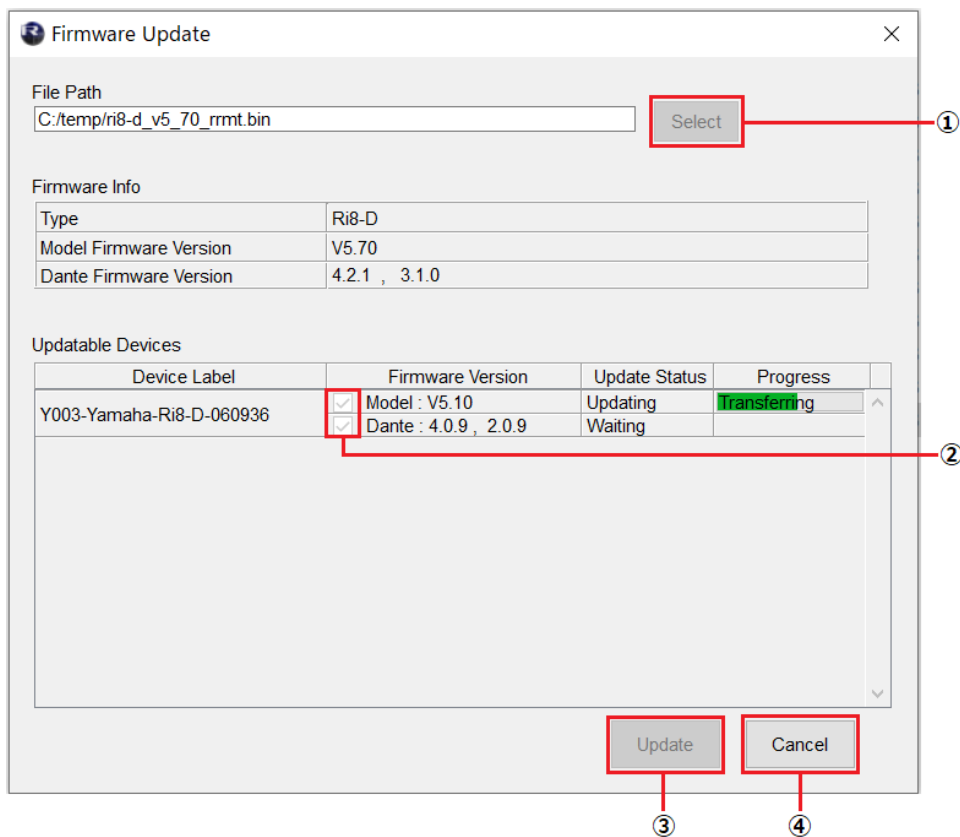 Firmware Update
File Path
C:/temp/ri8-d_v5_70_rrmt.bin
Select
①
Firmware Info
Type Ri8-D
Model Firmware Version V5.70
Dante Firmware Version 4.2.1 , 3.1.0
Updatable Devices
Device Label Firmware Version Update Status Progress
Y003-Yamaha-Ri8-D-060936
Model : V5.10 Updating Transferring
Dante : 4.0.9 , 2.0.9 Waiting
②
Update Cancel
③ ④